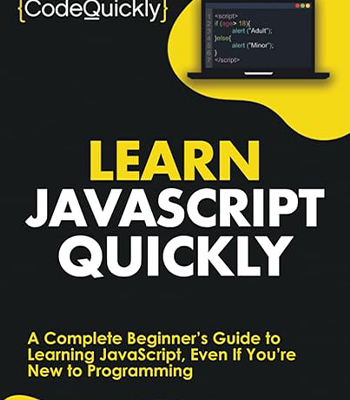 {CodeQuickly}
<script>
if (age> 18){
alert ("Adult");
}else{
alert ("Minor");
}
</script>
LEARN
JAVASCRIPT
QUICKLY
A Complete Beginner's Guide to
Learning JavaScript, Even If You're
New to Programming